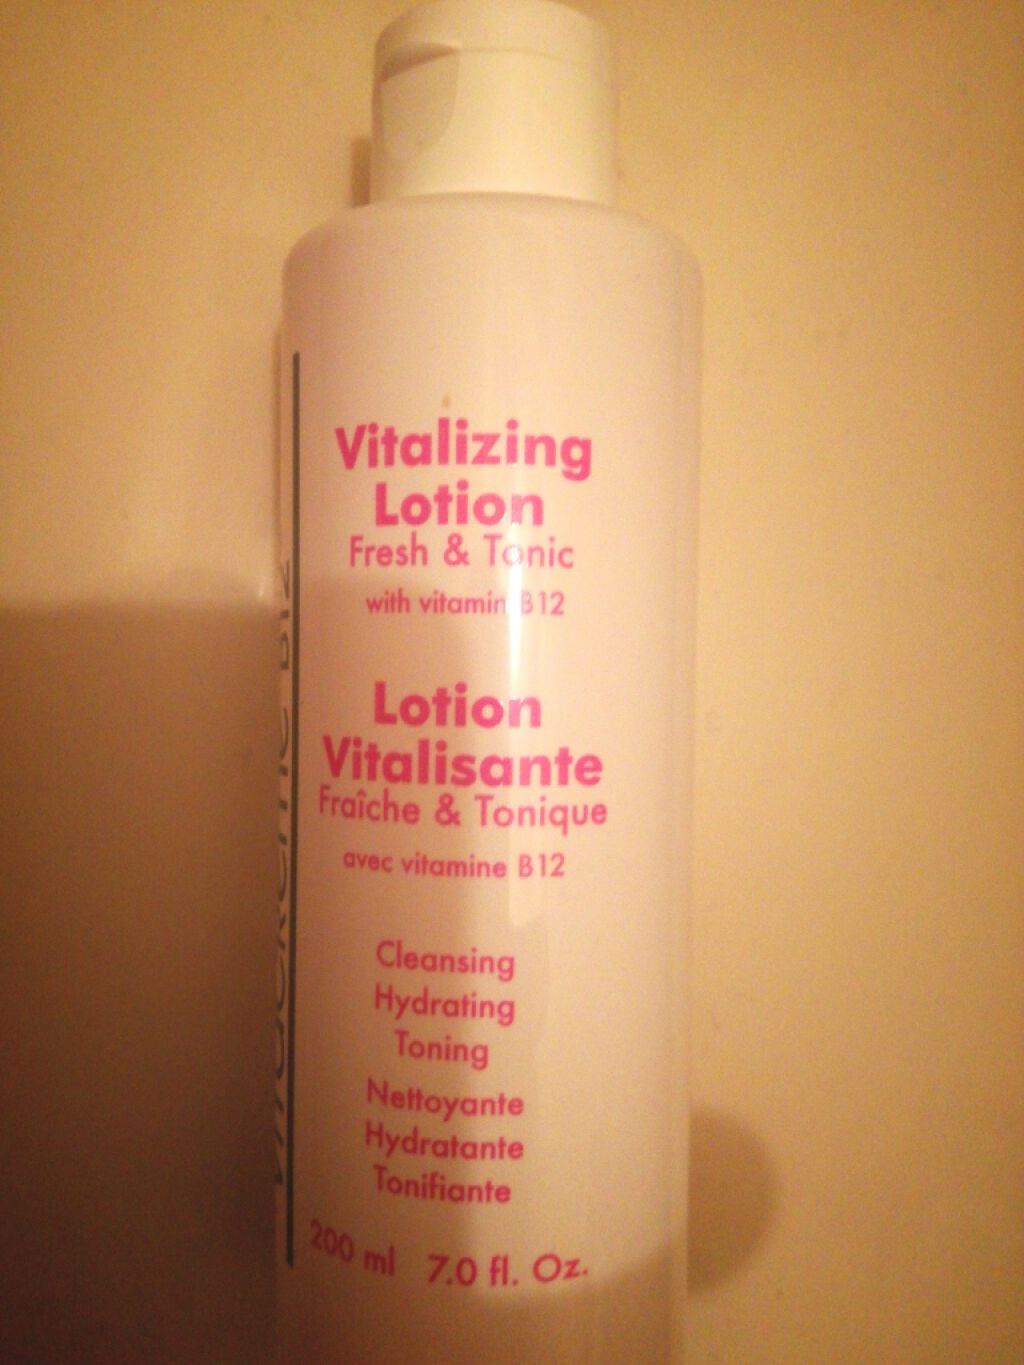 Vitalizing
Lotion
Fresh & Tonic
with vitamin B12
Lotion
Vitalisante
Fraîche & Tonique
avec vitamine B12
Cleansing
Hydrating
Toning
Nettoyante
Hydratante
Tonifiante
200 ml 7.0 fl. Oz.